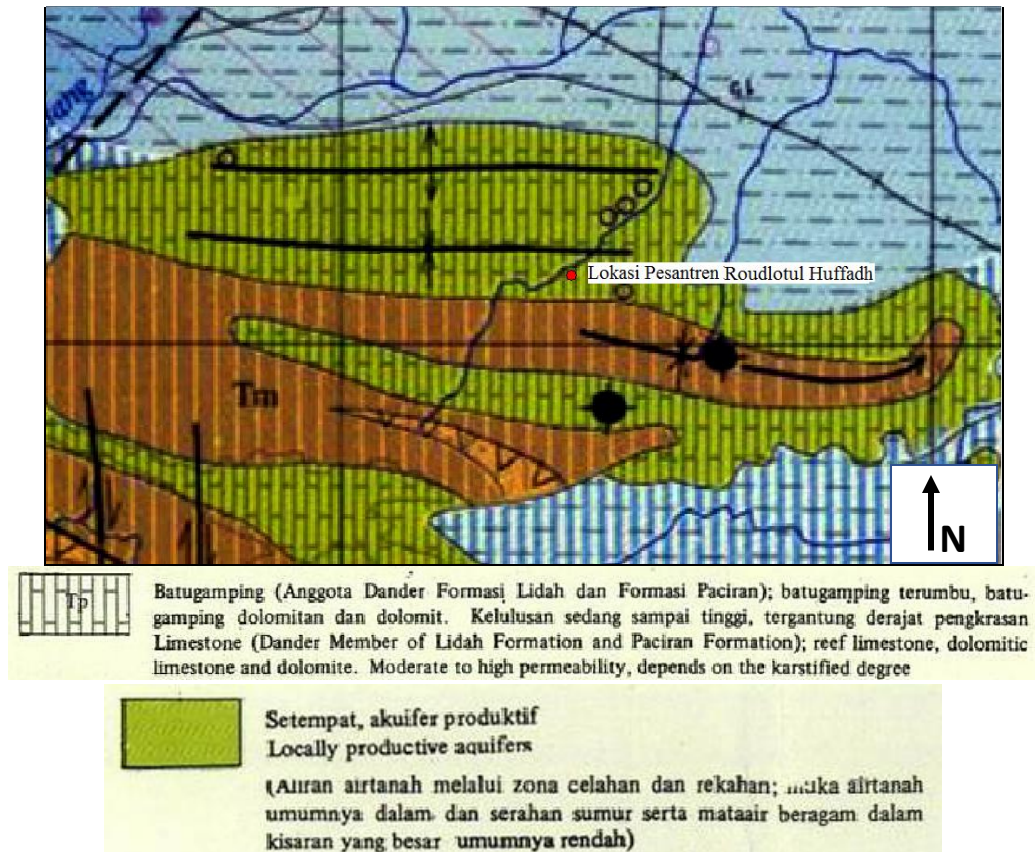 15
Lokasi Pesantren Roudlotul Huffadh
Tm
N
Tp
Batugamping (Anggota Dander Formasi Lidah dan Formasi Paciran); batugamping terumbu, batu-
gamping dolomitan dan dolomit. Kelulusan sedang sampai tinggi, tergantung derajat pengkrasan
Limestone (Dander Member of Lidah Formation and Paciran Formation); reef limestone, dolomitic
limestone and dolomite. Moderate to high permeability, depends on the karstified degree
Setempat, akuifer produktif
Locally productive aquifers
(Aliran airtanah melalui zona celahan dan rekahan; muka airtanah
umumnya dalam dan serahan sumur serta mataair beragam dalam
kisaran yang besar umumnya rendah)